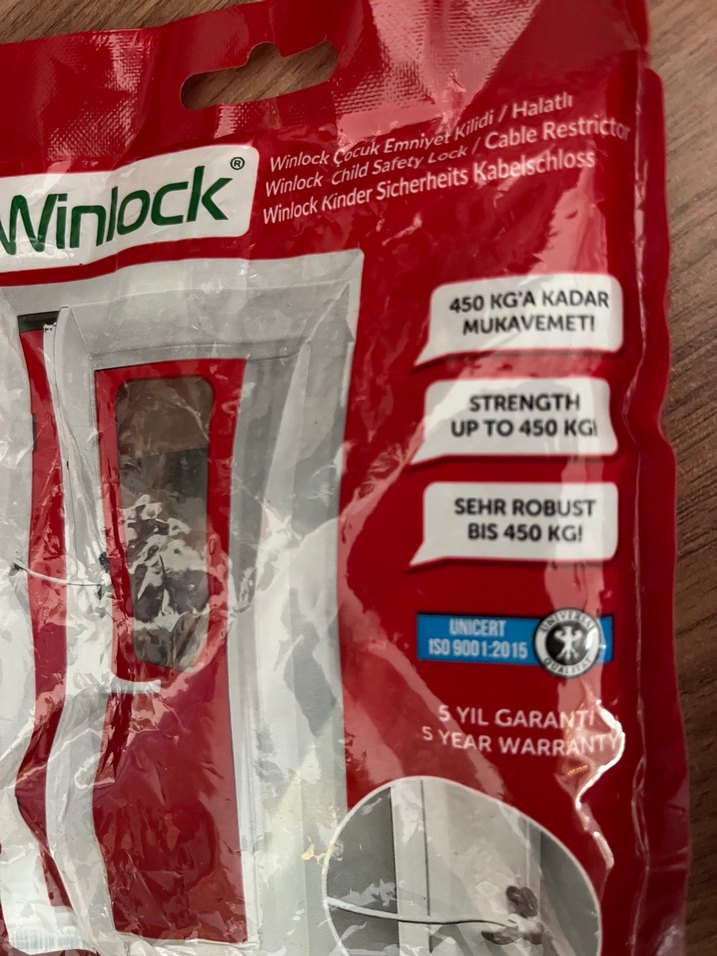 Winlock®
Winlock Çocuk Emniyet Kilidi / Halatlı
Winlock Child Safety Lock / Cable Restrictor
Winlock Kinder Sicherheits Kabelschloss
450 KG'A KADAR
MUKAVEMET!
STRENGTH
UP TO 450 KG!
SEHR ROBUST
BIS 450 KG!
UNICERT
ISO 9001:2015
UNIVERSAL
5 YIL GARANTİ
5 YEAR WARRANTY